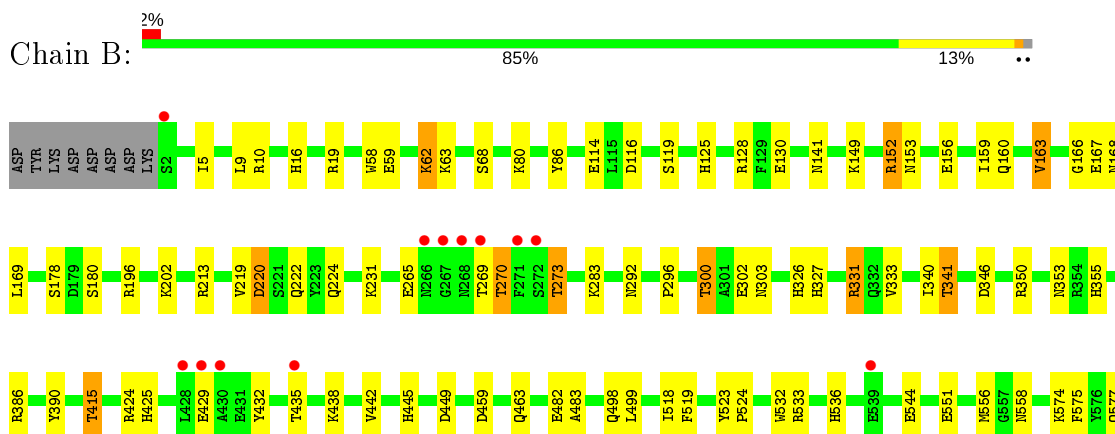 2%
Chain B:
85% 13% ••
ASP TYR LYS ASP ASP ASP ASP LYS S2 I5 L9 R10 H16 R19 W58 E59 K62 K63 S68 K80 Y86 E114 L115 D116 S119 H125 R128 F129 E130 N141 K149 R152 N153 E156 I159 Q160 V163 G166 E167 N168
L169 S178 D179 S180 R196 K202 R213 V219 D220 S221 Q222 Y223 Q224 K231 E265 N266 G267 N268 T269 T270 F271 S272 T273 K283 N292 P296 T300 A301 E302 N303 H326 H327 R331 Q332 V333 I340 T341 D346 R350 N353 R354 H355
R386 Y390 T415 R424 H425 L428 E429 A430 E431 Y432 T435 K438 V442 H445 D449 D459 Q463 E482 A483 Q498 L499 I518 F519 Y523 P524 W532 R533 H536 E539 E544 E551 M556 G557 N558 K574 F575 Y576